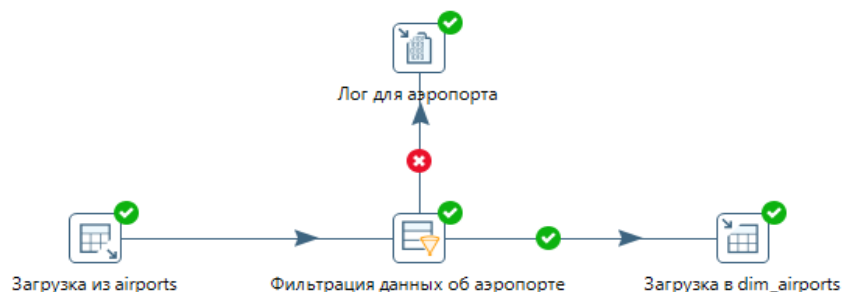 Лог для аэропорта
Загрузка из airports
Фильтрация данных об аэропорте
Загрузка в dim_airports